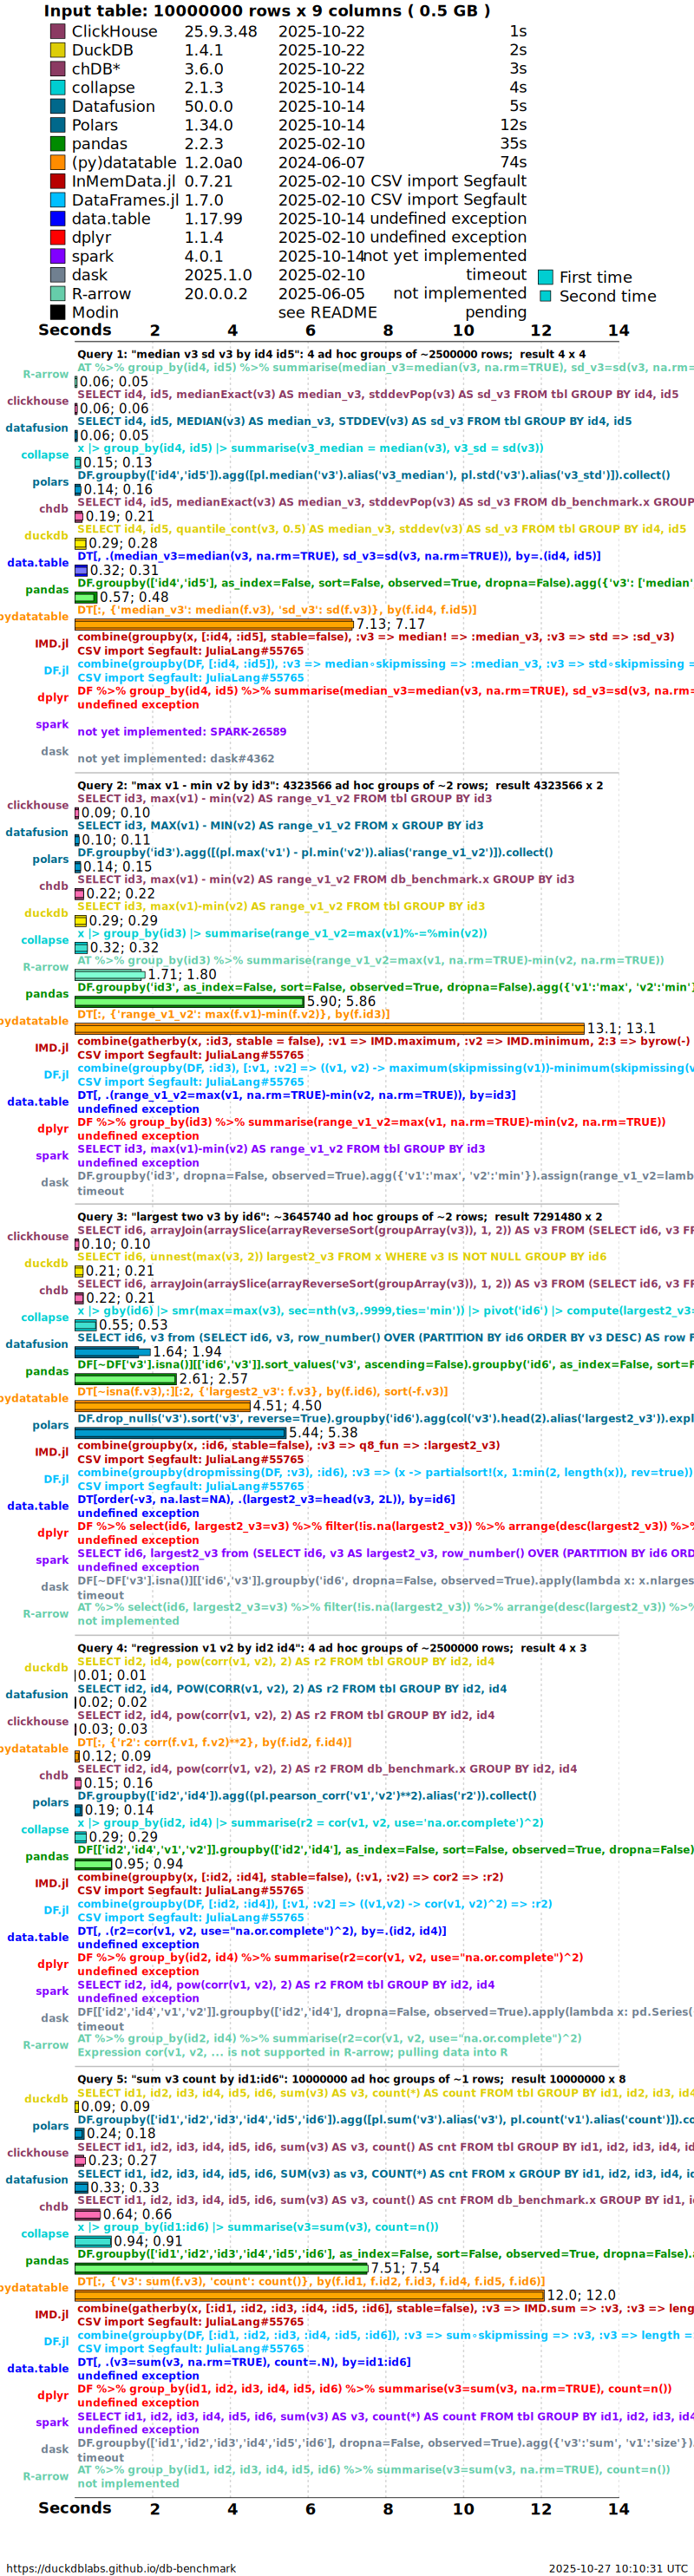 Input table: 10000000 rows x 9 columns ( 0.5 GB )
ClickHouse 25.9.3.48 2025-10-22 1s
DuckDB 1.4.1 2025-10-22 2s
chDB* 3.6.0 2025-10-22 3s
collapse 2.1.3 2025-10-14 4s
Datafusion 50.0.0 2025-10-14 5s
Polars 1.34.0 2025-10-14 12s
pandas 2.2.3 2025-02-10 35s
(py)datatable 1.2.0a0 2024-06-07 74s
InMemData.jl 0.7.21 2025-02-10 CSV import Segfault
DataFrames.jl 1.7.0 2025-02-10 CSV import Segfault
data.table 1.17.99 2025-10-14 undefined exception
dplyr 1.1.4 2025-02-10 undefined exception
spark 4.0.1 2025-10-14 not yet implemented
dask 2025.1.0 2025-02-10 timeout
First time
R-arrow 20.0.0.2 2025-06-05 not implemented
Second time
Modin see README pending
Seconds 2 4 6 8 10 12 14
Query 1: "median v3 sd v3 by id4 id5": 4 ad hoc groups of ~2500000 rows; result 4 x 4
R-arrow AT %>% group_by(id4, id5) %>% summarise(median_v3=median(v3, na.rm=TRUE), sd_v3=sd(v3, na.rm=
0.06; 0.05
clickhouse SELECT id4, id5, medianExact(v3) AS median_v3, stddevPop(v3) AS sd_v3 FROM tbl GROUP BY id4, id5
0.06; 0.06
datafusion SELECT id4, id5, MEDIAN(v3) AS median_v3, STDDEV(v3) AS sd_v3 FROM tbl GROUP BY id4, id5
0.06; 0.05
collapse x |> group_by(id4, id5) |> summarise(v3_median = median(v3), v3_sd = sd(v3))
0.15; 0.13
polars DF.groupby(['id4','id5']).agg([pl.median('v3').alias('v3_median'), pl.std('v3').alias('v3_std')]).collect()
0.14; 0.16
chdb SELECT id4, id5, medianExact(v3) AS median_v3, stddevPop(v3) AS sd_v3 FROM db_benchmark.x GROUP
0.19; 0.21
duckdb SELECT id4, id5, quantile_cont(v3, 0.5) AS median_v3, stddev(v3) AS sd_v3 FROM tbl GROUP BY id4, id5
0.29; 0.28
data.table DT[, .(median_v3=median(v3, na.rm=TRUE), sd_v3=sd(v3, na.rm=TRUE)), by=.(id4, id5)]
0.32; 0.31
pandas DF.groupby(['id4','id5'], as_index=False, sort=False, observed=True, dropna=False).agg({'v3': ['median'
0.57; 0.48
pydatatable DT[:, {'median_v3': median(f.v3), 'sd_v3': sd(f.v3)}, by(f.id4, f.id5)]
7.13; 7.17
IMD.jl combine(groupby(x, [:id4, :id5], stable=false), :v3 => median! => :median_v3, :v3 => std => :sd_v3)
CSV import Segfault: JuliaLang#55765
DF.jl combine(groupby(DF, [:id4, :id5]), :v3 => median∘skipmissing => :median_v3, :v3 => std∘skipmissing =
CSV import Segfault: JuliaLang#55765
dplyr DF %>% group_by(id4, id5) %>% summarise(median_v3=median(v3, na.rm=TRUE), sd_v3=sd(v3, na.rm=
undefined exception
spark
not yet implemented: SPARK-26589
dask
not yet implemented: dask#4362
Query 2: "max v1 - min v2 by id3": 4323566 ad hoc groups of ~2 rows; result 4323566 x 2
clickhouse SELECT id3, max(v1) - min(v2) AS range_v1_v2 FROM tbl GROUP BY id3
0.09; 0.10
datafusion SELECT id3, MAX(v1) - MIN(v2) AS range_v1_v2 FROM x GROUP BY id3
0.10; 0.11
polars DF.groupby('id3').agg([(pl.max('v1') - pl.min('v2')).alias('range_v1_v2')]).collect()
0.14; 0.15
chdb SELECT id3, max(v1) - min(v2) AS range_v1_v2 FROM db_benchmark.x GROUP BY id3
0.22; 0.22
duckdb SELECT id3, max(v1)-min(v2) AS range_v1_v2 FROM tbl GROUP BY id3
0.29; 0.29
collapse x |> group_by(id3) |> summarise(range_v1_v2=max(v1)%-=%min(v2))
0.32; 0.32
R-arrow AT %>% group_by(id3) %>% summarise(range_v1_v2=max(v1, na.rm=TRUE)-min(v2, na.rm=TRUE))
1.71; 1.80
pandas DF.groupby('id3', as_index=False, sort=False, observed=True, dropna=False).agg({'v1':'max', 'v2':'min'}
5.90; 5.86
pydatatable DT[:, {'range_v1_v2': max(f.v1)-min(f.v2)}, by(f.id3)]
13.1; 13.1
IMD.jl combine(gatherby(x, :id3, stable = false), :v1 => IMD.maximum, :v2 => IMD.minimum, 2:3 => byrow(-)
CSV import Segfault: JuliaLang#55765
DF.jl combine(groupby(DF, :id3), [:v1, :v2] => ((v1, v2) -> maximum(skipmissing(v1))-minimum(skipmissing(v
CSV import Segfault: JuliaLang#55765
data.table DT[, .(range_v1_v2=max(v1, na.rm=TRUE)-min(v2, na.rm=TRUE)), by=id3]
undefined exception
dplyr DF %>% group_by(id3) %>% summarise(range_v1_v2=max(v1, na.rm=TRUE)-min(v2, na.rm=TRUE))
undefined exception
spark SELECT id3, max(v1)-min(v2) AS range_v1_v2 FROM tbl GROUP BY id3
undefined exception
dask DF.groupby('id3', dropna=False, observed=True).agg({'v1':'max', 'v2':'min'}).assign(range_v1_v2=lamb
timeout
Query 3: "largest two v3 by id6": ~3645740 ad hoc groups of ~2 rows; result 7291480 x 2
clickhouse SELECT id6, arrayJoin(arraySlice(arrayReverseSort(groupArray(v3)), 1, 2)) AS v3 FROM (SELECT id6, v3 FR
0.10; 0.10
duckdb SELECT id6, unnest(max(v3, 2)) largest2_v3 FROM x WHERE v3 IS NOT NULL GROUP BY id6
0.21; 0.21
chdb SELECT id6, arrayJoin(arraySlice(arrayReverseSort(groupArray(v3)), 1, 2)) AS v3 FROM (SELECT id6, v3 FR
0.22; 0.21
collapse x |> gby(id6) |> smr(max=max(v3), sec=nth(v3,.9999,ties='min')) |> pivot('id6') |> compute(largest2_v3=
0.55; 0.53
datafusion SELECT id6, v3 from (SELECT id6, v3, row_number() OVER (PARTITION BY id6 ORDER BY v3 DESC) AS row F
1.64; 1.94
pandas DF[~DF['v3'].isna()][['id6','v3']].sort_values('v3', ascending=False).groupby('id6', as_index=False, sort=F
2.61; 2.57
pydatatable DT[~isna(f.v3),:][:2, {'largest2_v3': f.v3}, by(f.id6), sort(-f.v3)]
4.51; 4.50
polars DF.drop_nulls('v3').sort('v3', reverse=True).groupby('id6').agg(col('v3').head(2).alias('largest2_v3')).expl
5.44; 5.38
IMD.jl combine(groupby(x, :id6, stable=false), :v3 => q8_fun => :largest2_v3)
CSV import Segfault: JuliaLang#55765
DF.jl combine(groupby(dropmissing(DF, :v3), :id6), :v3 => (x -> partialsort!(x, 1:min(2, length(x)), rev=true))
CSV import Segfault: JuliaLang#55765
data.table DT[order(-v3, na.last=NA), .(largest2_v3=head(v3, 2L)), by=id6]
undefined exception
dplyr DF %>% select(id6, largest2_v3=v3) %>% filter(!is.na(largest2_v3)) %>% arrange(desc(largest2_v3)) %>%
undefined exception
spark SELECT id6, largest2_v3 from (SELECT id6, v3 AS largest2_v3, row_number() OVER (PARTITION BY id6 ORD
undefined exception
dask DF[~DF['v3'].isna()][['id6','v3']].groupby('id6', dropna=False, observed=True).apply(lambda x: x.nlarges
timeout
R-arrow AT %>% select(id6, largest2_v3=v3) %>% filter(!is.na(largest2_v3)) %>% arrange(desc(largest2_v3)) %>%
not implemented
Query 4: "regression v1 v2 by id2 id4": 4 ad hoc groups of ~2500000 rows; result 4 x 3
duckdb SELECT id2, id4, pow(corr(v1, v2), 2) AS r2 FROM tbl GROUP BY id2, id4
0.01; 0.01
datafusion SELECT id2, id4, POW(CORR(v1, v2), 2) AS r2 FROM tbl GROUP BY id2, id4
0.02; 0.02
clickhouse SELECT id2, id4, pow(corr(v1, v2), 2) AS r2 FROM tbl GROUP BY id2, id4
0.03; 0.03
pydatatable DT[:, {'r2': corr(f.v1, f.v2)**2}, by(f.id2, f.id4)]
0.12; 0.09
chdb SELECT id2, id4, pow(corr(v1, v2), 2) AS r2 FROM db_benchmark.x GROUP BY id2, id4
0.15; 0.16
polars DF.groupby(['id2','id4']).agg((pl.pearson_corr('v1','v2')**2).alias('r2')).collect()
0.19; 0.14
collapse x |> group_by(id2, id4) |> summarise(r2 = cor(v1, v2, use='na.or.complete')^2)
0.29; 0.29
pandas DF[['id2','id4','v1','v2']].groupby(['id2','id4'], as_index=False, sort=False, observed=True, dropna=False)
0.95; 0.94
IMD.jl combine(groupby(x, [:id2, :id4], stable=false), (:v1, :v2) => cor2 => :r2)
CSV import Segfault: JuliaLang#55765
DF.jl combine(groupby(DF, [:id2, :id4]), [:v1, :v2] => ((v1,v2) -> cor(v1, v2)^2) => :r2)
CSV import Segfault: JuliaLang#55765
data.table DT[, .(r2=cor(v1, v2, use="na.or.complete")^2), by=.(id2, id4)]
undefined exception
dplyr DF %>% group_by(id2, id4) %>% summarise(r2=cor(v1, v2, use="na.or.complete")^2)
undefined exception
spark SELECT id2, id4, pow(corr(v1, v2), 2) AS r2 FROM tbl GROUP BY id2, id4
undefined exception
dask DF[['id2','id4','v1','v2']].groupby(['id2','id4'], dropna=False, observed=True).apply(lambda x: pd.Series(
timeout
R-arrow AT %>% group_by(id2, id4) %>% summarise(r2=cor(v1, v2, use="na.or.complete")^2)
Expression cor(v1, v2, ... is not supported in R-arrow; pulling data into R
Query 5: "sum v3 count by id1:id6": 10000000 ad hoc groups of ~1 rows; result 10000000 x 8
duckdb SELECT id1, id2, id3, id4, id5, id6, sum(v3) AS v3, count(*) AS count FROM tbl GROUP BY id1, id2, id3, id4
0.09; 0.09
polars DF.groupby(['id1','id2','id3','id4','id5','id6']).agg([pl.sum('v3').alias('v3'), pl.count('v1').alias('count')]).co
0.24; 0.18
clickhouse SELECT id1, id2, id3, id4, id5, id6, sum(v3) AS v3, count() AS cnt FROM tbl GROUP BY id1, id2, id3, id4, id
0.23; 0.27
datafusion SELECT id1, id2, id3, id4, id5, id6, SUM(v3) as v3, COUNT(*) AS cnt FROM x GROUP BY id1, id2, id3, id4, id
0.33; 0.33
chdb SELECT id1, id2, id3, id4, id5, id6, sum(v3) AS v3, count() AS cnt FROM db_benchmark.x GROUP BY id1, i
0.64; 0.66
collapse x |> group_by(id1:id6) |> summarise(v3=sum(v3), count=n())
0.94; 0.91
pandas DF.groupby(['id1','id2','id3','id4','id5','id6'], as_index=False, sort=False, observed=True, dropna=False).a
7.51; 7.54
pydatatable DT[:, {'v3': sum(f.v3), 'count': count()}, by(f.id1, f.id2, f.id3, f.id4, f.id5, f.id6)]
12.0; 12.0
IMD.jl combine(gatherby(x, [:id1, :id2, :id3, :id4, :id5, :id6], stable=false), :v3 => IMD.sum => :v3, :v3 => leng
CSV import Segfault: JuliaLang#55765
DF.jl combine(groupby(DF, [:id1, :id2, :id3, :id4, :id5, :id6]), :v3 => sum∘skipmissing => :v3, :v3 => length =
CSV import Segfault: JuliaLang#55765
data.table DT[, .(v3=sum(v3, na.rm=TRUE), count=.N), by=id1:id6]
undefined exception
dplyr DF %>% group_by(id1, id2, id3, id4, id5, id6) %>% summarise(v3=sum(v3, na.rm=TRUE), count=n())
undefined exception
spark SELECT id1, id2, id3, id4, id5, id6, sum(v3) AS v3, count(*) AS count FROM tbl GROUP BY id1, id2, id3, id4
undefined exception
dask DF.groupby(['id1','id2','id3','id4','id5','id6'], dropna=False, observed=True).agg({'v3':'sum', 'v1':'size'}).
timeout
R-arrow AT %>% group_by(id1, id2, id3, id4, id5, id6) %>% summarise(v3=sum(v3, na.rm=TRUE), count=n())
not implemented
Seconds 2 4 6 8 10 12 14
https://duckdblabs.github.io/db-benchmark 2025-10-27 10:10:31 UTC